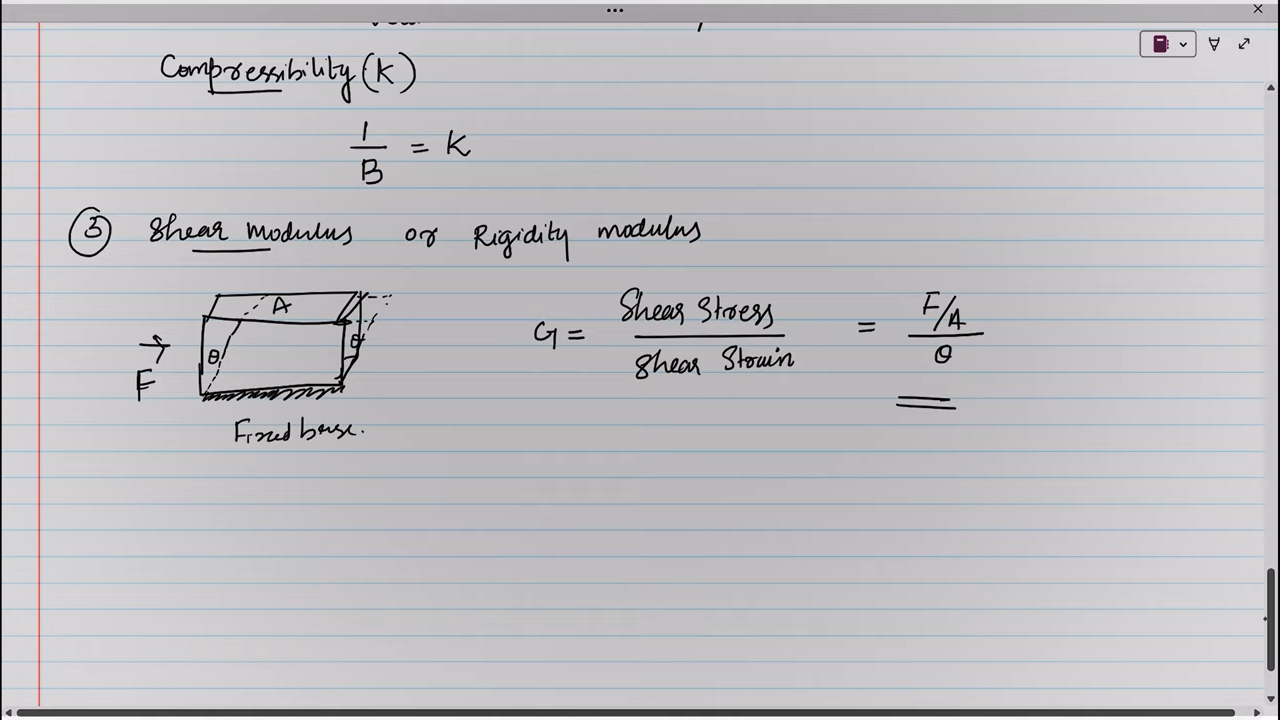 Compressibility (K)
1/B = K
③ Shear modulus or Rigidity modulus
A
θ θ
F
G = Shear Stress / Shear Strain = F/A / θ
Fixed base.